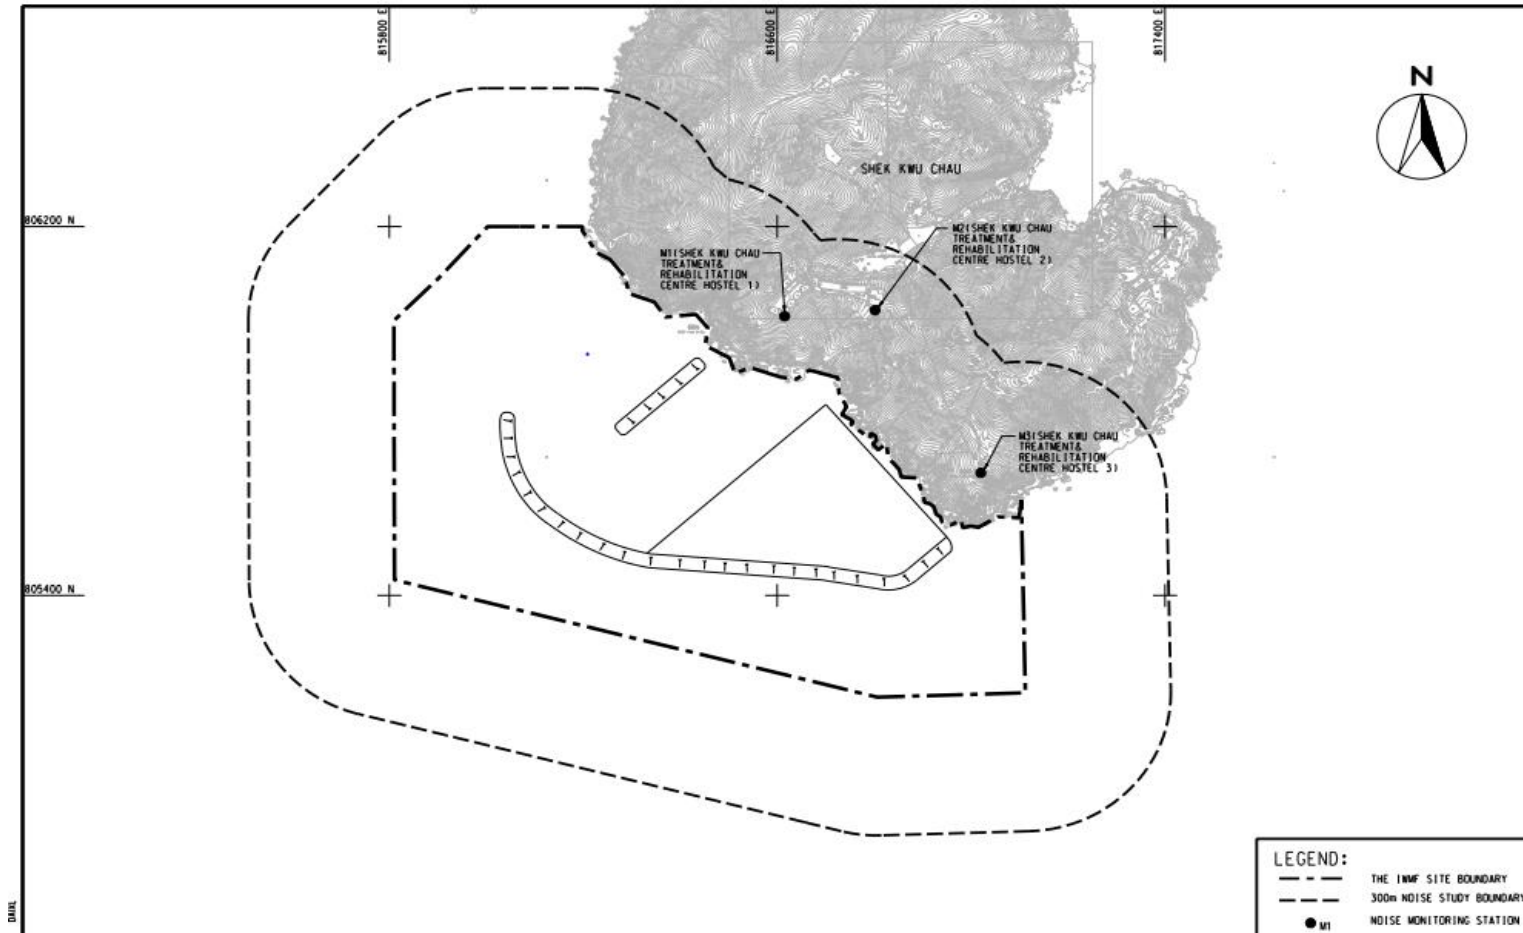 815800 E
816600 E
817400 E
N
SHEK KWU CHAU
806200 N
M1(SHEK KWU CHAU
TREATMENT&
REHABILITATION
CENTRE HOSTEL 1)
M2(SHEK KWU CHAU
TREATMENT&
REHABILITATION
CENTRE HOSTEL 2)
M3(SHEK KWU CHAU
TREATMENT&
REHABILITATION
CENTRE HOSTEL 3)
805400 N
LEGEND:
THE IWMF SITE BOUNDARY
300m NOISE STUDY BOUNDARY
M1 NOISE MONITORING STATION